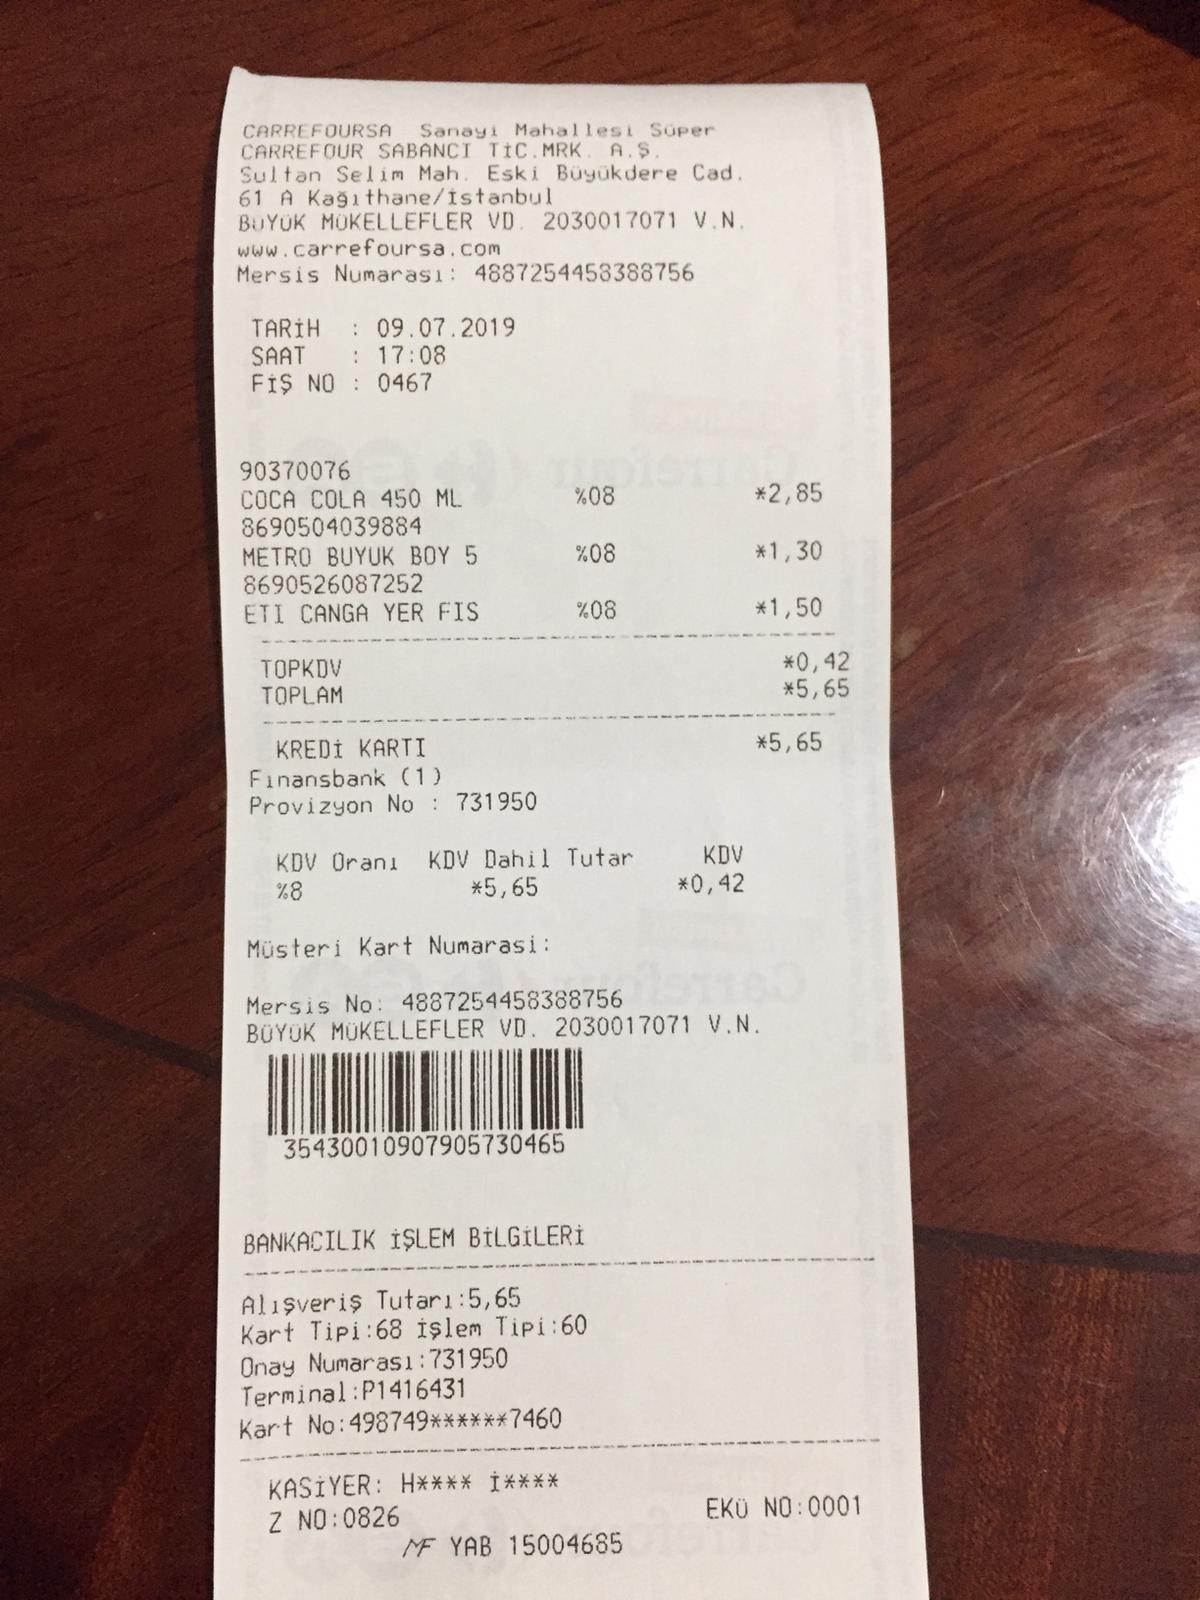 CARREFOURSA Sanayi Mahallesi Süper
CARREFOUR SABANCI TİC.MRK. A.Ş.
Sultan Selim Mah. Eski Büyükdere Cad.
61 A Kağıthane/İstanbul
BÜYÜK MÜKELLEFLER VD. 2030017071 V.N.
www.carrefoursa.com
Mersis Numarası: 4887254458388756
TARİH : 09.07.2019
SAAT : 17:08
FİŞ NO : 0467
90370076
COCA COLA 450 ML %08 *2,85
8690504039884
METRO BUYUK BOY 5 %08 *1,30
8690526087252
ETI CANGA YER FIS %08 *1,50
TOPKDV *0,42
TOPLAM *5,65
KREDİ KARTI *5,65
Finansbank (1)
Provizyon No : 731950
KDV Oranı KDV Dahil Tutar KDV
%8 *5,65 *0,42
Müsteri Kart Numarasi:
Mersis No: 4887254458388756
BÜYÜK MÜKELLEFLER VD. 2030017071 V.N.
35430010907905730465
BANKACILIK İŞLEM BİLGİLERİ
Alışveriş Tutarı:5,65
Kart Tipi:68 İşlem Tipi:60
Onay Numarası:731950
Terminal:P1416431
Kart No:498749******7460
KASİYER: H**** İ****
Z NO:0826 EKÜ NO:0001
MF YAB 15004685